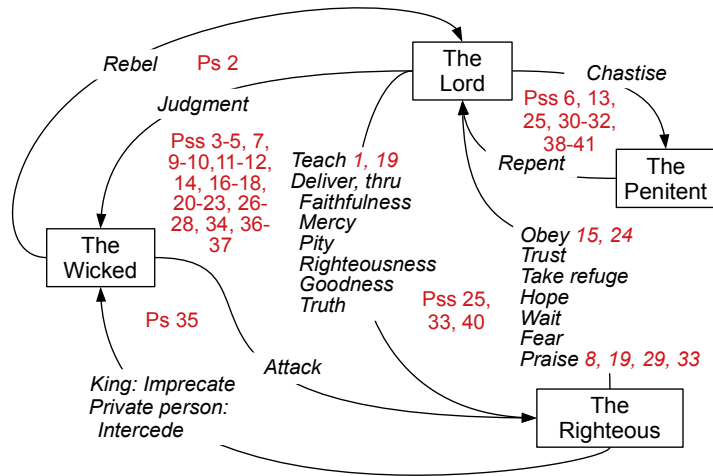 Rebel
Ps 2
The
Lord
Chastise
Judgment
Pss 6, 13,
25, 30-32,
38-41
Pss 3-5, 7,
9-10,11-12,
14, 16-18,
20-23, 26-
28, 34, 36-
37
Teach 1, 19
Deliver, thru
Faithfulness
Mercy
Pity
Righteousness
Goodness
Truth
Repent
The
Penitent
The
Wicked
Obey 15, 24
Trust
Take refuge
Hope
Wait
Fear
Praise 8, 19, 29, 33
Pss 25,
33, 40
Ps 35
Attack
King: Imprecate
Private person:
Intercede
The
Righteous